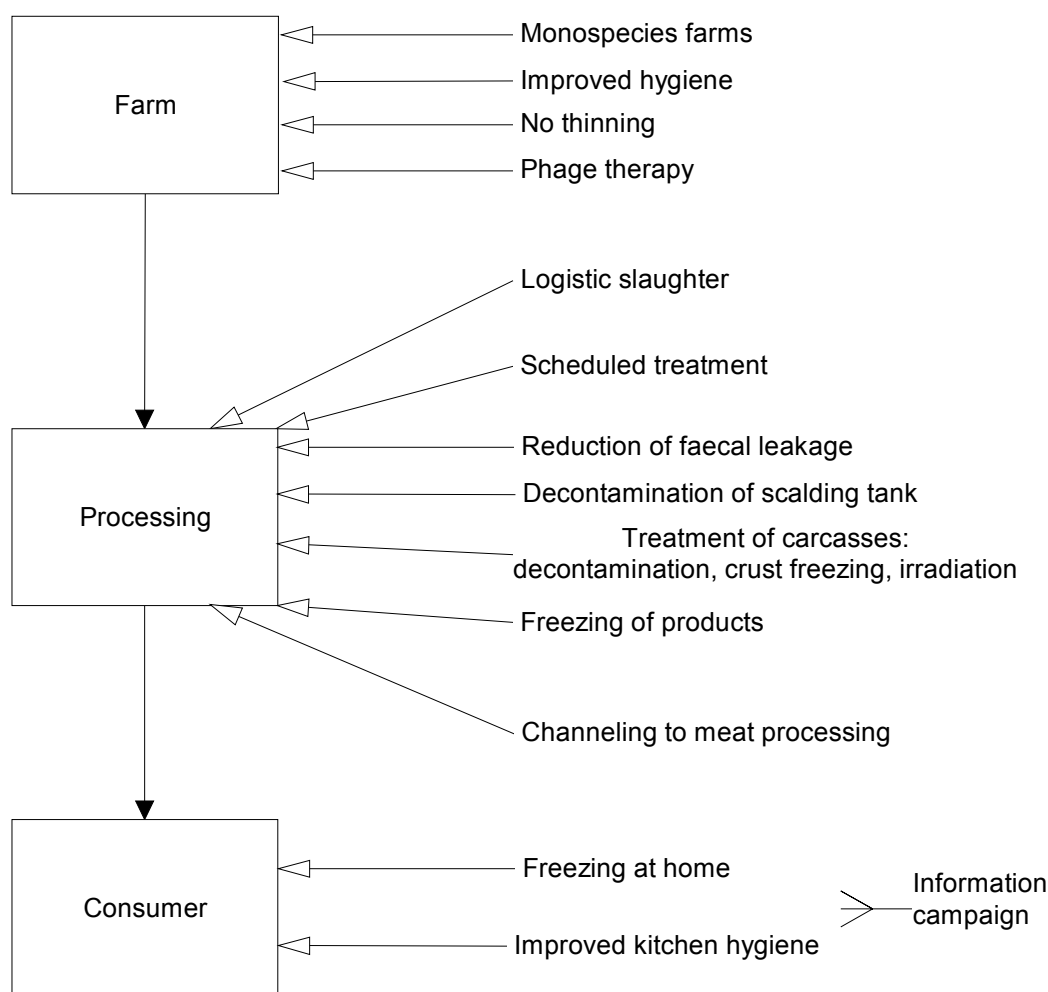 Monospecies farms
Improved hygiene
Farm
No thinning
Phage therapy
Logistic slaughter
Scheduled treatment
Reduction of faecal leakage
Decontamination of scalding tank
Processing
Treatment of carcasses:
decontamination, crust freezing, irradiation
Freezing of products
Channeling to meat processing
Freezing at home
Information
campaign
Consumer
Improved kitchen hygiene